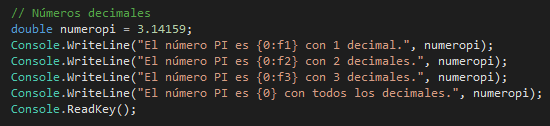 // Números decimales
double numeropi = 3.14159;
Console.WriteLine("El número PI es {0:f1} con 1 decimal.", numeropi);
Console.WriteLine("El número PI es {0:f2} con 2 decimales.", numeropi);
Console.WriteLine("El número PI es {0:f3} con 3 decimales.", numeropi);
Console.WriteLine("El número PI es {0} con todos los decimales.", numeropi);
Console.ReadKey();